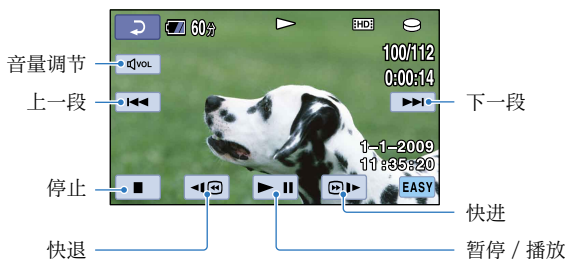 60分
HD
100/112
音量调节
VOL
0:00:14
上一段
下一段
1-1-2009
11:35:20
停止
EASY
快进
快退
暂停 / 播放